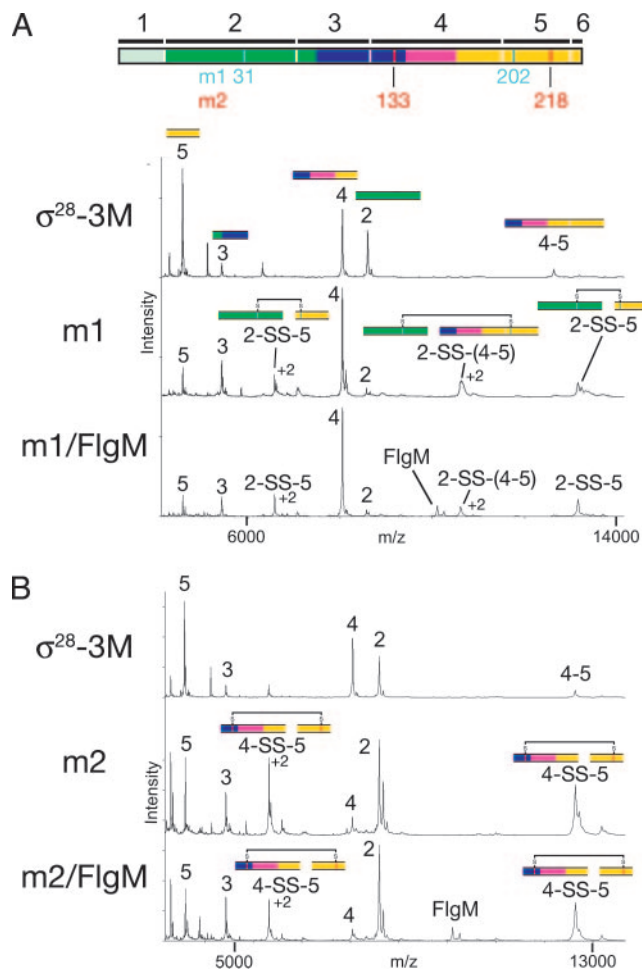 A
1 2 3 4 5 6
m1 31 202
m2 133 218
σ28-3M
5
3
4
2
4-5
m1
Intensity
S S
S S
S S
5
3
2-SS-5
+2
4
2
2-SS-(4-5)
+2
2-SS-5
m1/FlgM
5
3
2-SS-5
+2
4
2
FlgM
2-SS-(4-5)
+2
2-SS-5
6000 m/z 14000
B
σ28-3M
5
3
4
2
4-5
m2
Intensity
S S
S S
5
3
4-SS-5
+2
4
2
4-SS-5
m2/FlgM
S S
S S
5
3
4-SS-5
+2
4
2
FlgM
4-SS-5
5000 m/z 13000